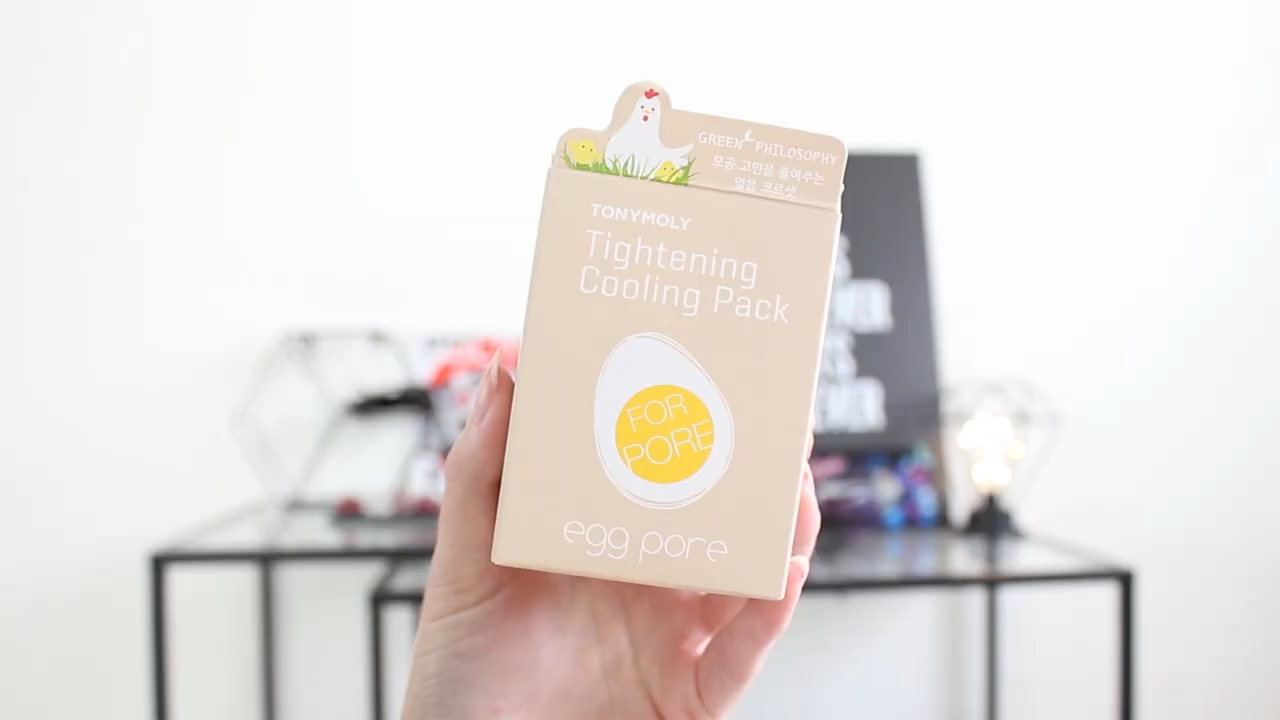 GREEN PHILOSOPHY
모공 고민을 줄여주는
얼음 코르셋
TONYMOLY
Tightening
Cooling Pack
FOR
PORE
egg pore